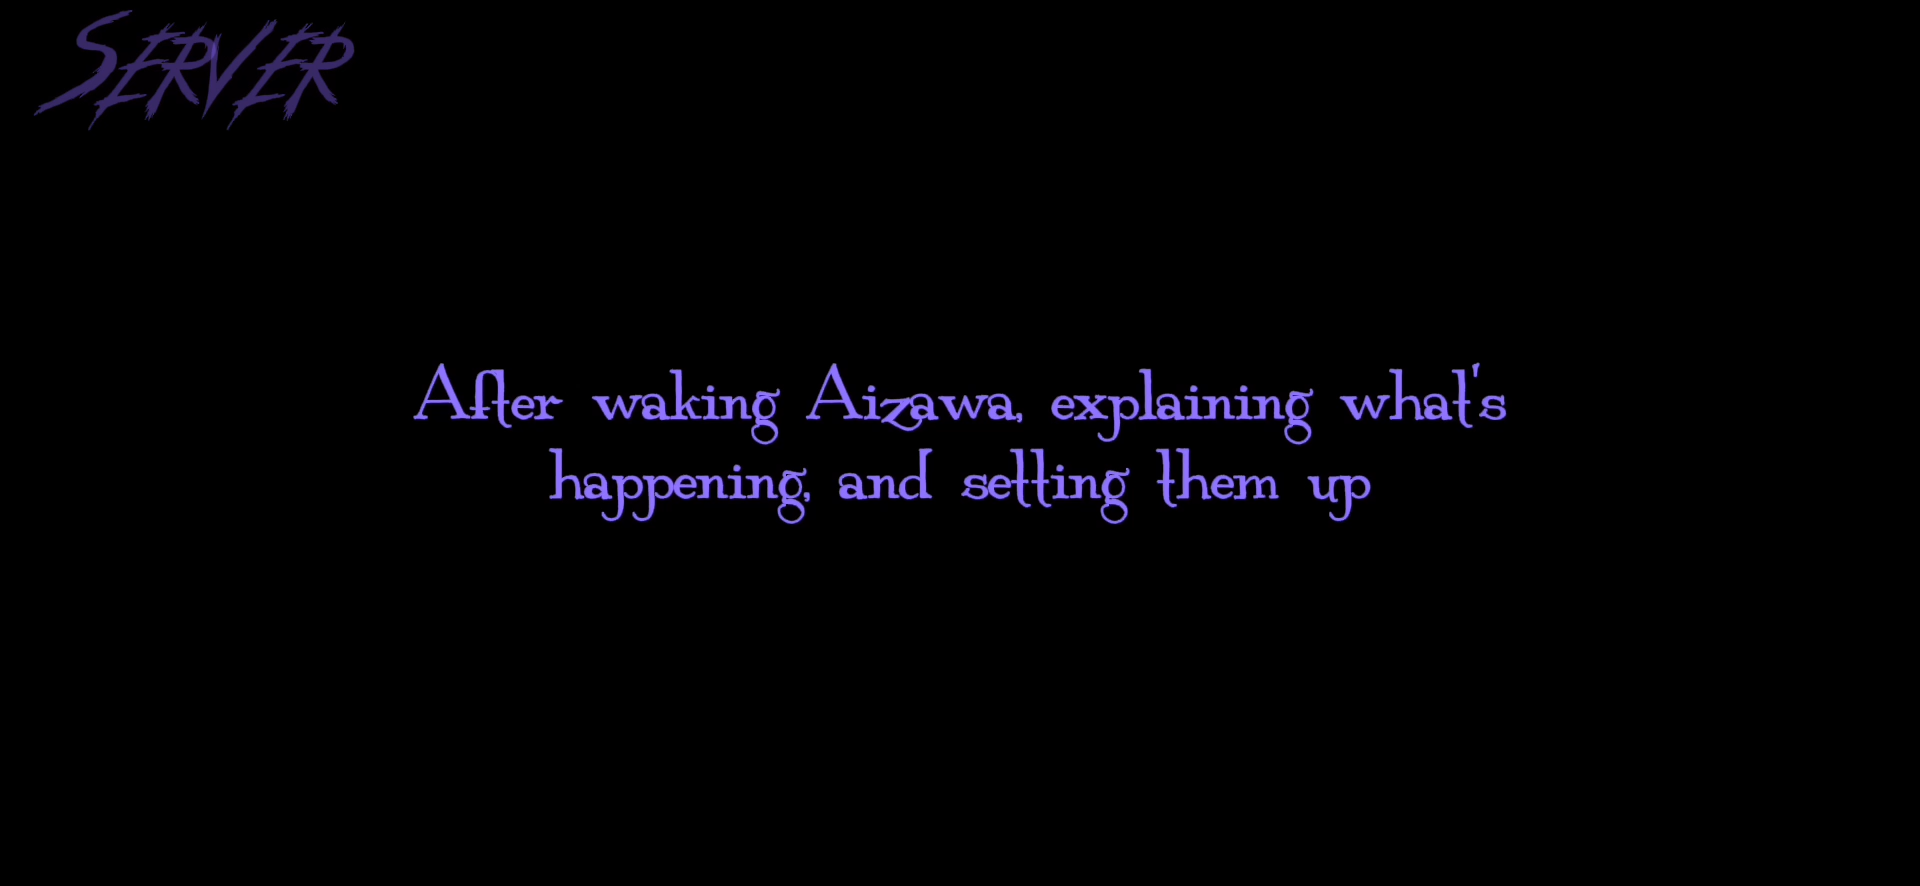 SERVER
After waking Aizawa, explaining what's
happening, and setting them up